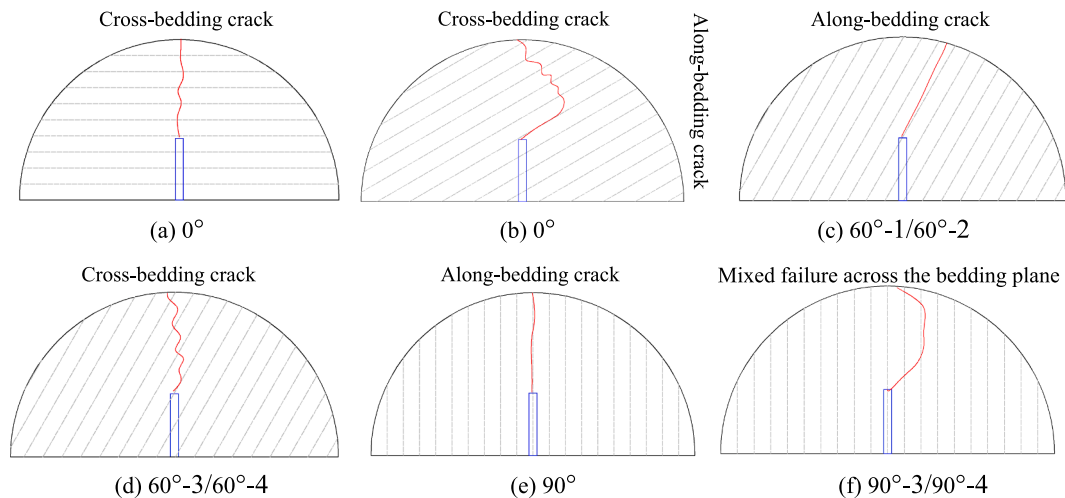 Cross-bedding crack
Cross-bedding crack
Along-bedding crack
Along-bedding crack
(a) 0°
(b) 0°
(c) 60°-1/60°-2
Cross-bedding crack
Along-bedding crack
Mixed failure across the bedding plane
(d) 60°-3/60°-4
(e) 90°
(f) 90°-3/90°-4